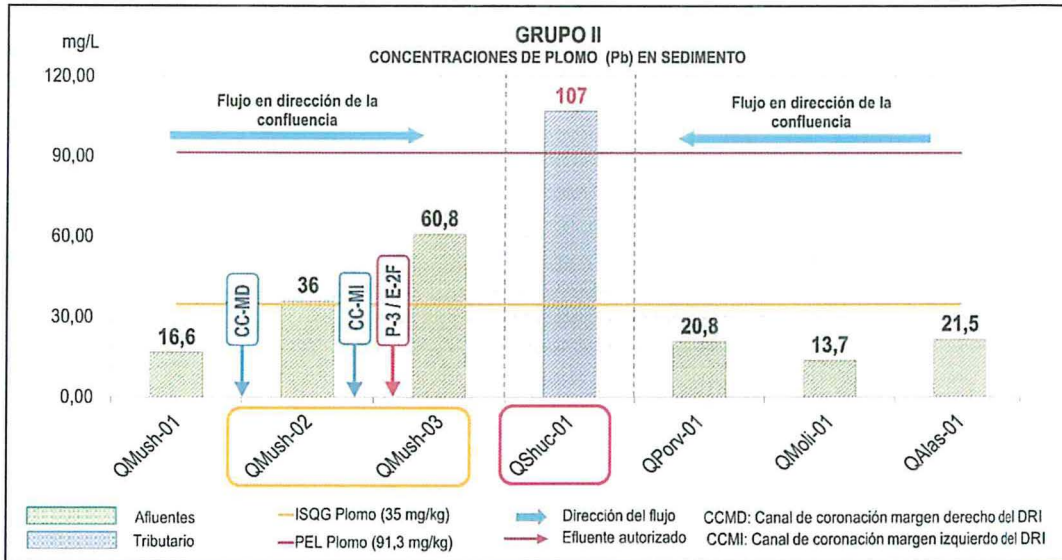 GRUPO II
CONCENTRACIONES DE PLOMO (Pb) EN SEDIMENTO
mg/L
120,00
90,00
60,00
30,00
0,00
Flujo en dirección de la
confluencia
Flujo en dirección de la
confluencia
16,6
CC-MD
36
CC-MI
P-3 / E-2F
60,8
107
20,8
13,7
21,5
QMush-01
QMush-02
QMush-03
QShuc-01
QPorv-01
QMoli-01
QAlas-01
Afluentes
Tributario
ISQG Plomo (35 mg/kg)
PEL Plomo (91,3 mg/kg)
Dirección del flujo
Efluente autorizado
CCMD: Canal de coronación margen derecho del DRI
CCMI: Canal de coronación margen izquierdo del DRI